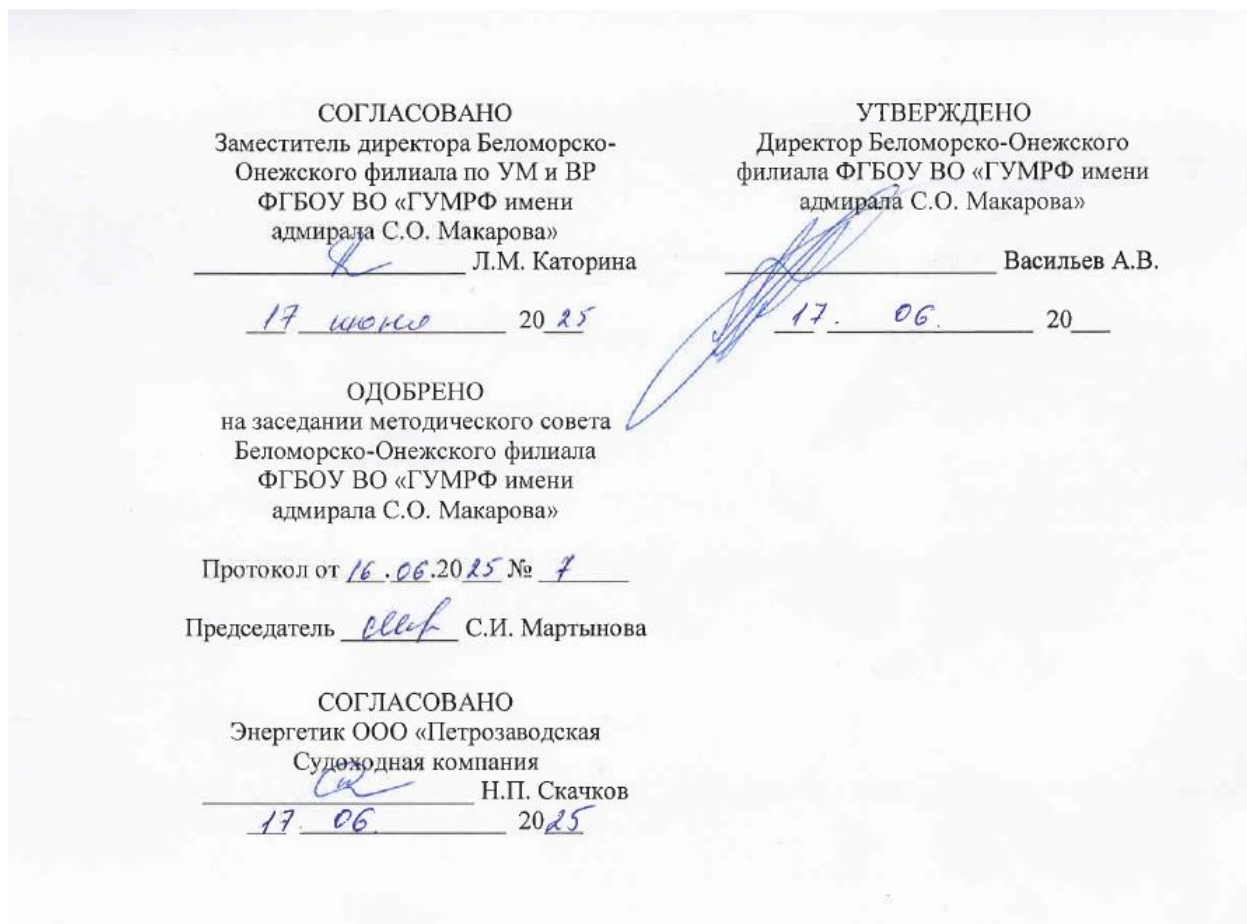 СОГЛАСОВАНО
Заместитель директора Беломорско-
Онежского филиала по УМ и ВР
ФГБОУ ВО «ГУМРФ имени
адмирала С.О. Макарова»
Л.М. Каторина
17 июня 2025
УТВЕРЖДЕНО
Директор Беломорско-Онежского
филиала ФГБОУ ВО «ГУМРФ имени
адмирала С.О. Макарова»
Васильев А.В.
17. 06. 20
ОДОБРЕНО
на заседании методического совета
Беломорско-Онежского филиала
ФГБОУ ВО «ГУМРФ имени
адмирала С.О. Макарова»
Протокол от 16.06.2025 № 7
Председатель С.И. Мартынова
СОГЛАСОВАНО
Энергетик ООО «Петрозаводская
Судоходная компания
Н.П. Скачков
17. 06. 2025